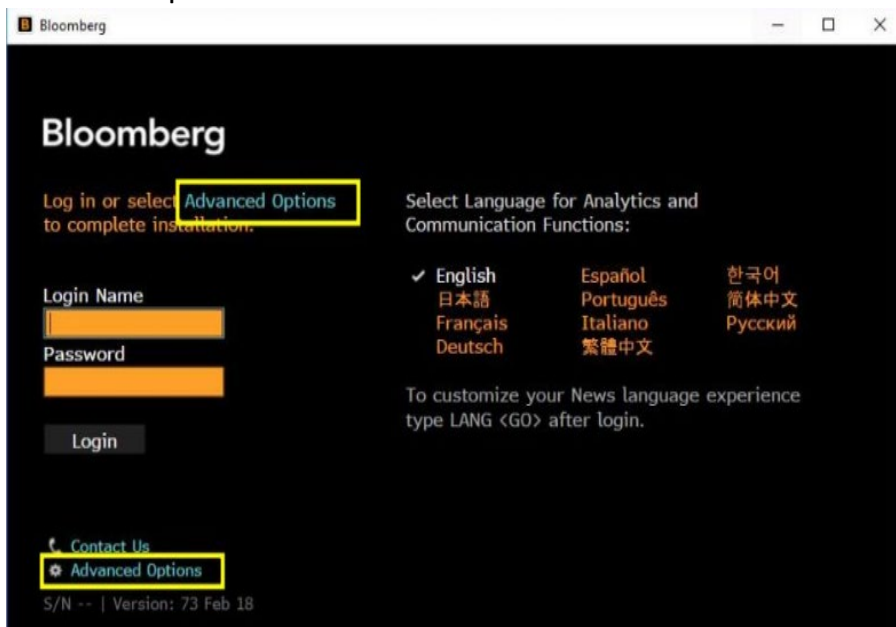 Bloomberg
Bloomberg
Log in or select Advanced Options
to complete installation.
Login Name
Password
Login
Contact Us
Advanced Options
S/N -- | Version: 73 Feb 18
Select Language for Analytics and
Communication Functions:
✓ English Español 한국어
日本語 Português 简体中文
Français Italiano Русский
Deutsch 繁體中文
To customize your News language experience
type LANG <GO> after login.